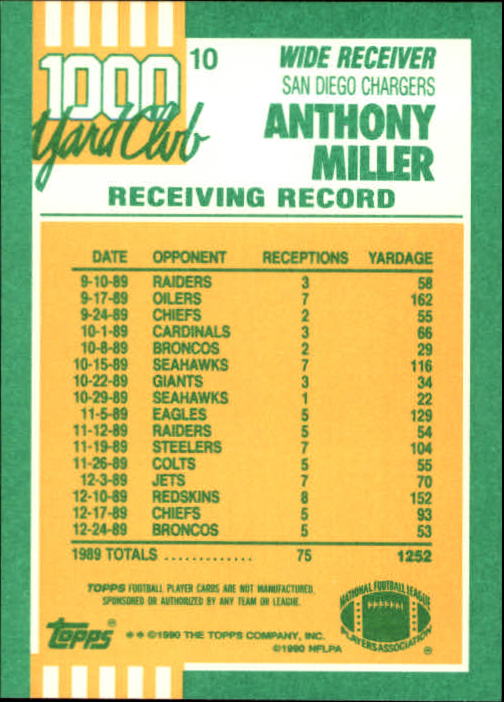 1000
Yard Club
10
WIDE RECEIVER
SAN DIEGO CHARGERS
ANTHONY
MILLER
RECEIVING RECORD
DATE OPPONENT RECEPTIONS YARDAGE
9-10-89 RAIDERS 3 58
9-17-89 OILERS 7 162
9-24-89 CHIEFS 2 55
10-1-89 CARDINALS 3 66
10-8-89 BRONCOS 2 29
10-15-89 SEAHAWKS 7 116
10-22-89 GIANTS 3 34
10-29-89 SEAHAWKS 1 22
11-5-89 EAGLES 5 129
11-12-89 RAIDERS 5 54
11-19-89 STEELERS 7 104
11-26-89 COLTS 5 55
12-3-89 JETS 7 70
12-10-89 REDSKINS 8 152
12-17-89 CHIEFS 5 93
12-24-89 BRONCOS 5 53
1989 TOTALS .............. 75 1252
TOPPS FOOTBALL PLAYER CARDS ARE NOT MANUFACTURED,
SPONSORED OR AUTHORIZED BY ANY TEAM OR LEAGUE.
NATIONAL FOOTBALL LEAGUE
PLAYERS ASSOCIATION ®
Topps ®
**©1990 THE TOPPS COMPANY, INC.
©1990 NFLPA